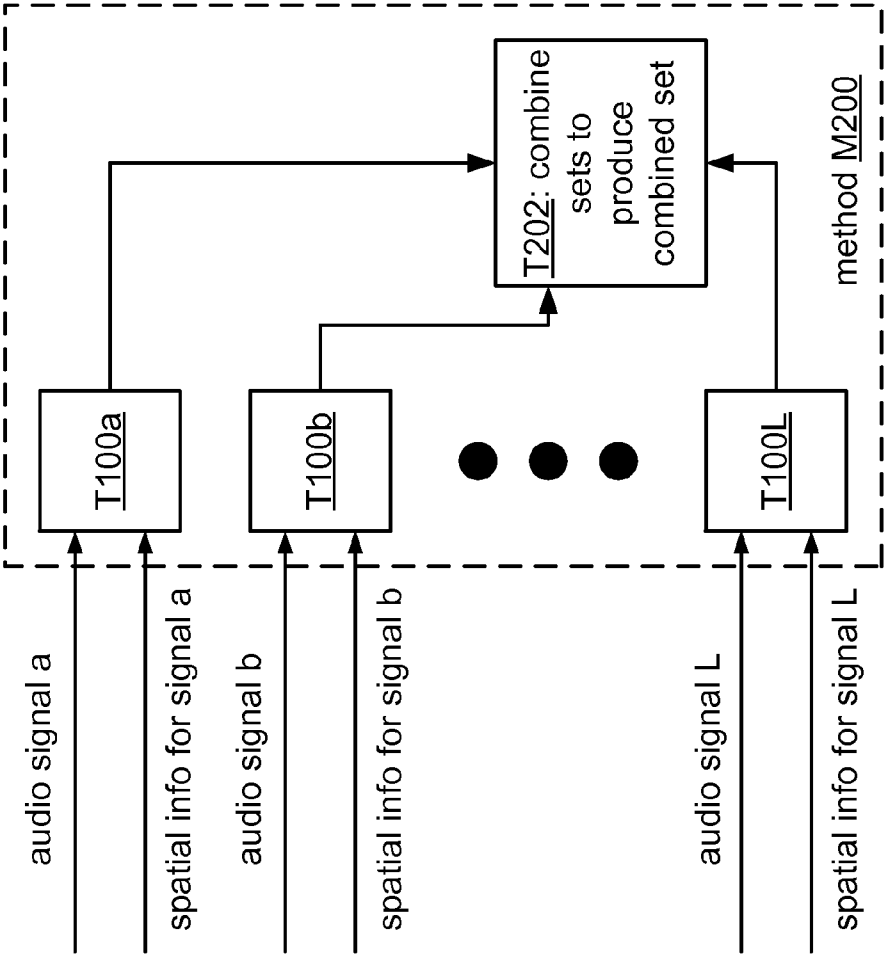 audio signal a
spatial info for signal a
audio signal b
spatial info for signal b
audio signal L
spatial info for signal L
T100a
T100b
T100L
T202: combine
sets to
produce
combined set
method M200